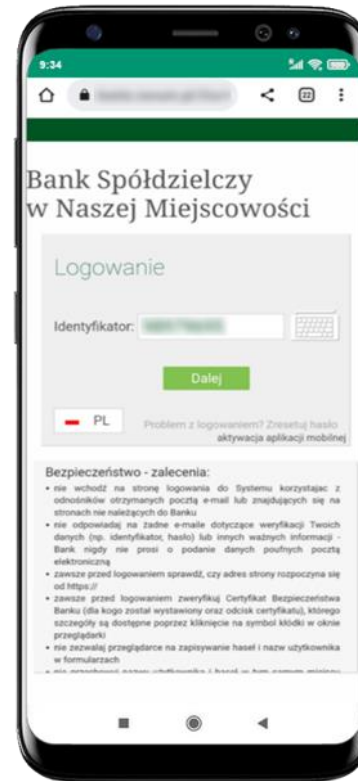 9:34
22
Bank Spółdzielczy
w Naszej Miejscowości
Logowanie
Identyfikator:
Dalej
PL
Problem z logowaniem? Zresetuj hasło
aktywacja aplikacji mobilnej
Bezpieczeństwo - zalecenia:
• nie wchodź na stronę logowania do Systemu korzystając z
odnośników otrzymanych pocztą e-mail lub znajdujących się na
stronach nie należących do Banku
• nie odpowiadaj na żadne e-maile dotyczące weryfikacji Twoich
danych (np. identyfikator, hasło) lub innych ważnych informacji -
Bank nigdy nie prosi o podanie danych poufnych pocztą
elektroniczną
• zawsze przed logowaniem sprawdź, czy adres strony rozpoczyna się
od https://
• zawsze przed logowaniem zweryfikuj Certyfikat Bezpieczeństwa
Banku (dla kogo został wystawiony oraz odcisk certyfikatu), którego
szczegóły są dostępne poprzez kliknięcie na symbol kłódki w oknie
przeglądarki
• nie zezwalaj przeglądarce na zapisywanie haseł i nazw użytkownika
w formularzach